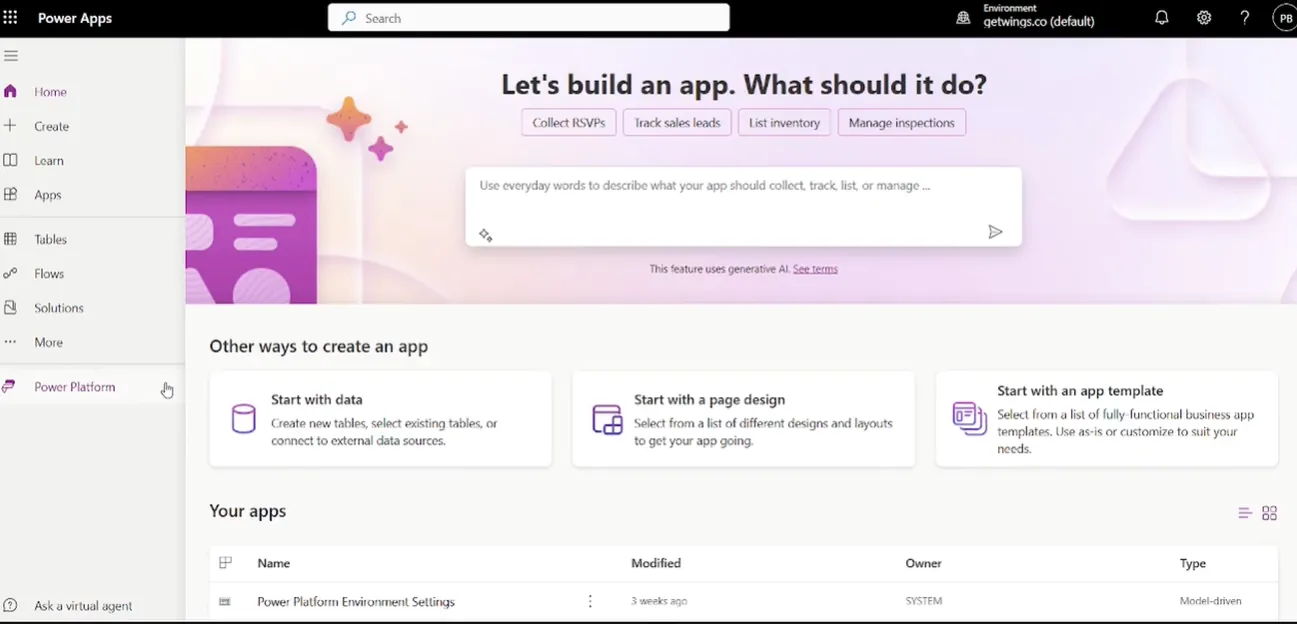 Power Apps
Search
Environment
getwings.co (default)
?
PB
Home
Create
Learn
Apps
Tables
Flows
Solutions
More
Power Platform
Ask a virtual agent
Let's build an app. What should it do?
Collect RSVPs
Track sales leads
List inventory
Manage inspections
Use everyday words to describe what your app should collect, track, list, or manage ...
This feature uses generative AI. See terms
Other ways to create an app
Start with data
Create new tables, select existing tables, or
connect to external data sources.
Start with a page design
Select from a list of different designs and layouts
to get your app going.
Start with an app template
Select from a list of fully-functional business app
templates. Use as-is or customize to suit your
needs.
Your apps
Name Modified Owner Type
Power Platform Environment Settings 3 weeks ago SYSTEM Model-driven